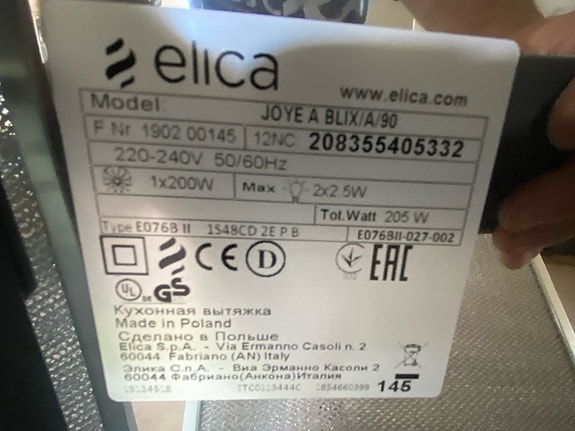 elica
www.elica.com
Model: JOYE A BLIX/A/90
F Nr 1902 00145 12NC 208355405332
220-240V 50/60Hz
1x200W Max 2x2.5W
Tot.Watt 205 W
Type E076B II 1548CD 2E P B E076BII-027-002
CE D EAC
UL DE GS
Кухонная вытяжка
Made in Poland
Сделано в Польше
Elica S.p.A. - Via Ermanno Casoli n. 2
60044 Fabriano (AN) Italy
Элика С.п.А. - Виа Эрманно Касоли 2
60044 Фабриано(Анкона)Италия
145